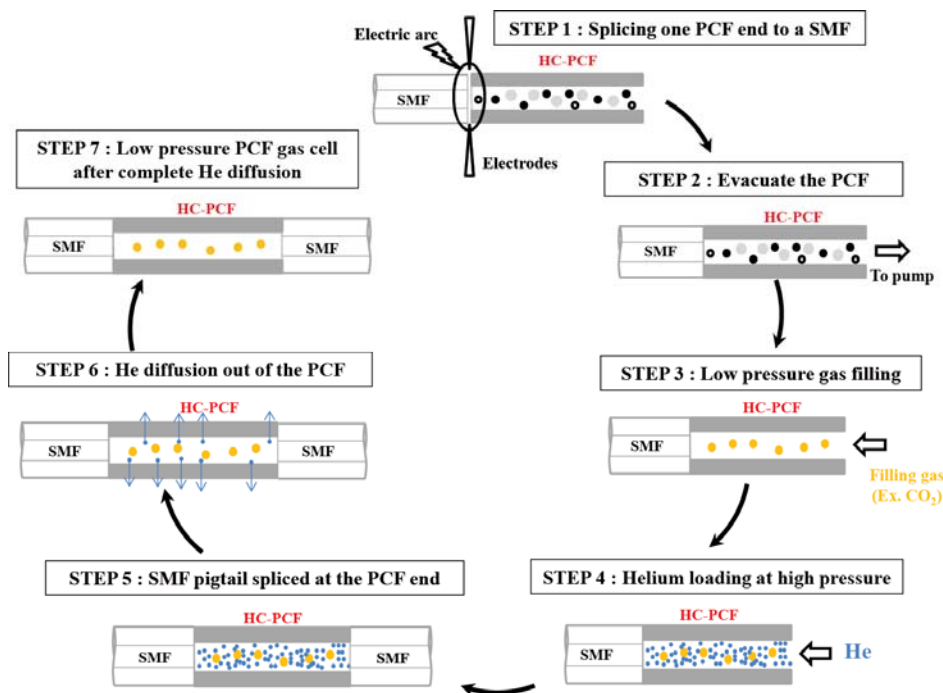 STEP 1 : Splicing one PCF end to a SMF
Electric arc
HC-PCF
SMF
Electrodes
STEP 2 : Evacuate the PCF
HC-PCF
SMF
To pump
STEP 3 : Low pressure gas filling
HC-PCF
SMF
Filling gas
(Ex. CO₂)
STEP 4 : Helium loading at high pressure
HC-PCF
SMF
He
STEP 5 : SMF pigtail spliced at the PCF end
HC-PCF
SMF
SMF
STEP 6 : He diffusion out of the PCF
HC-PCF
SMF
SMF
STEP 7 : Low pressure PCF gas cell
after complete He diffusion
HC-PCF
SMF
SMF